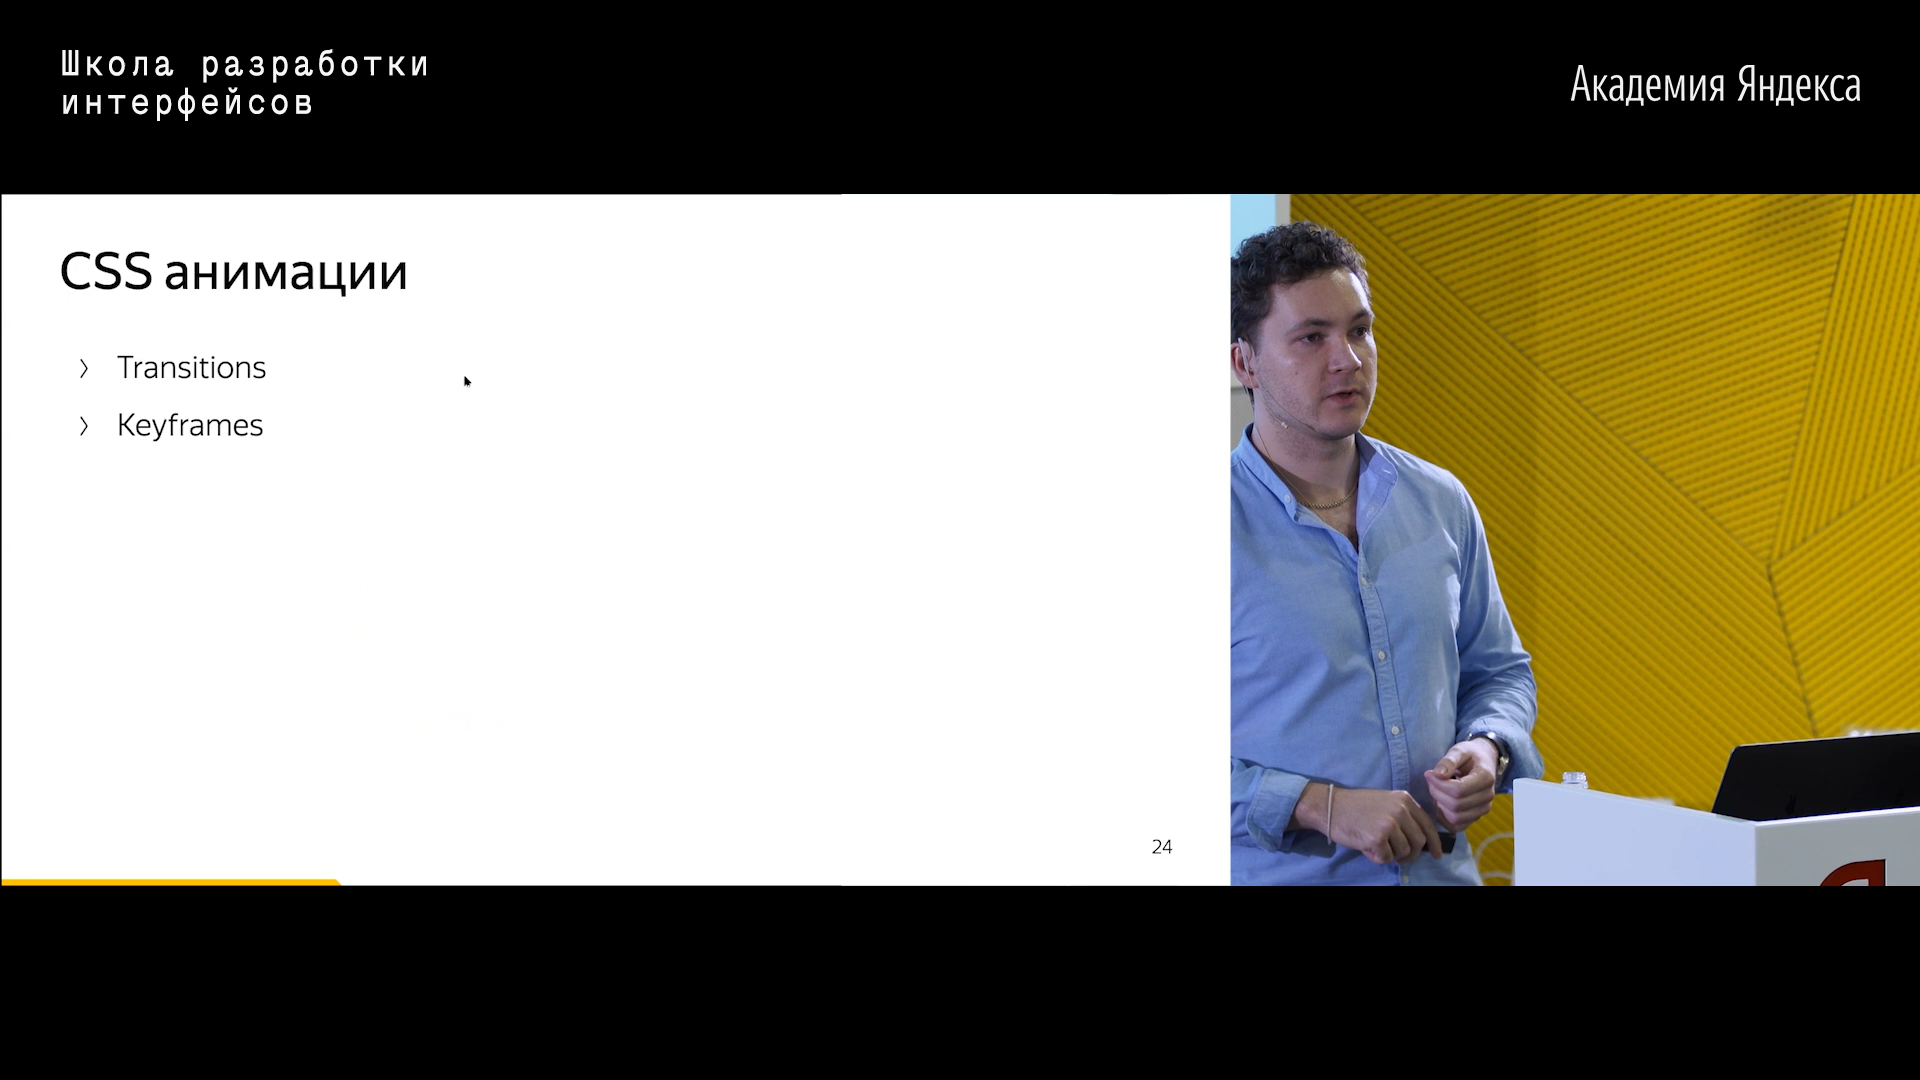 Школа разработки
интерфейсов
Академия Яндекса
CSS анимации
Transitions
Keyframes
24